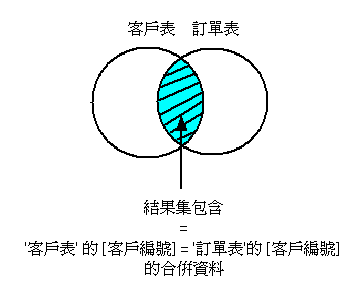 客戶表 訂單表
結果集包含
=
'客戶表' 的 [客戶編號] = '訂單表'的 [客戶編號]
的合併資料